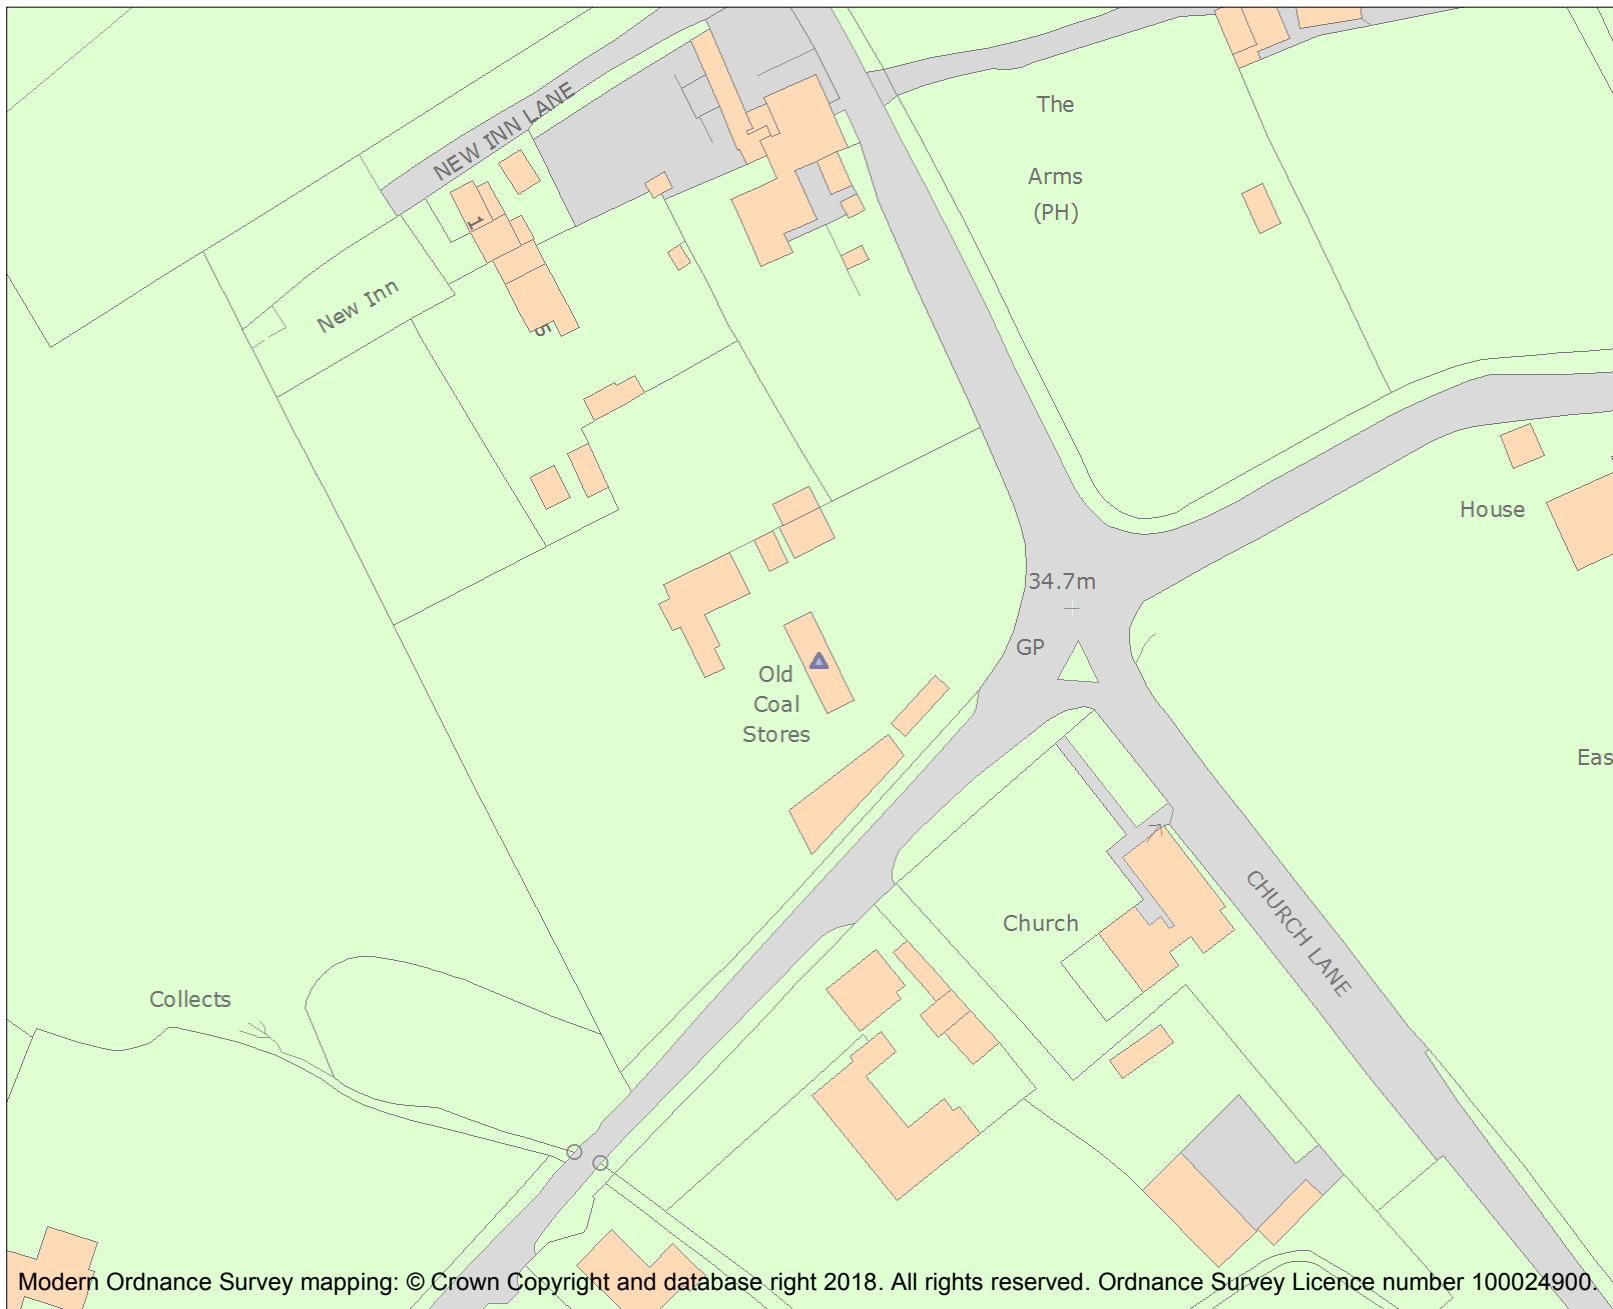 NEW INN LANE
The
Arms
(PH)
1
New Inn
5
House
34.7m
GP
Old
Coal
Stores
Eas
Church
CHURCH LANE
Collects
Modern Ordnance Survey mapping: © Crown Copyright and database right 2018. All rights reserved. Ordnance Survey Licence number 100024900.